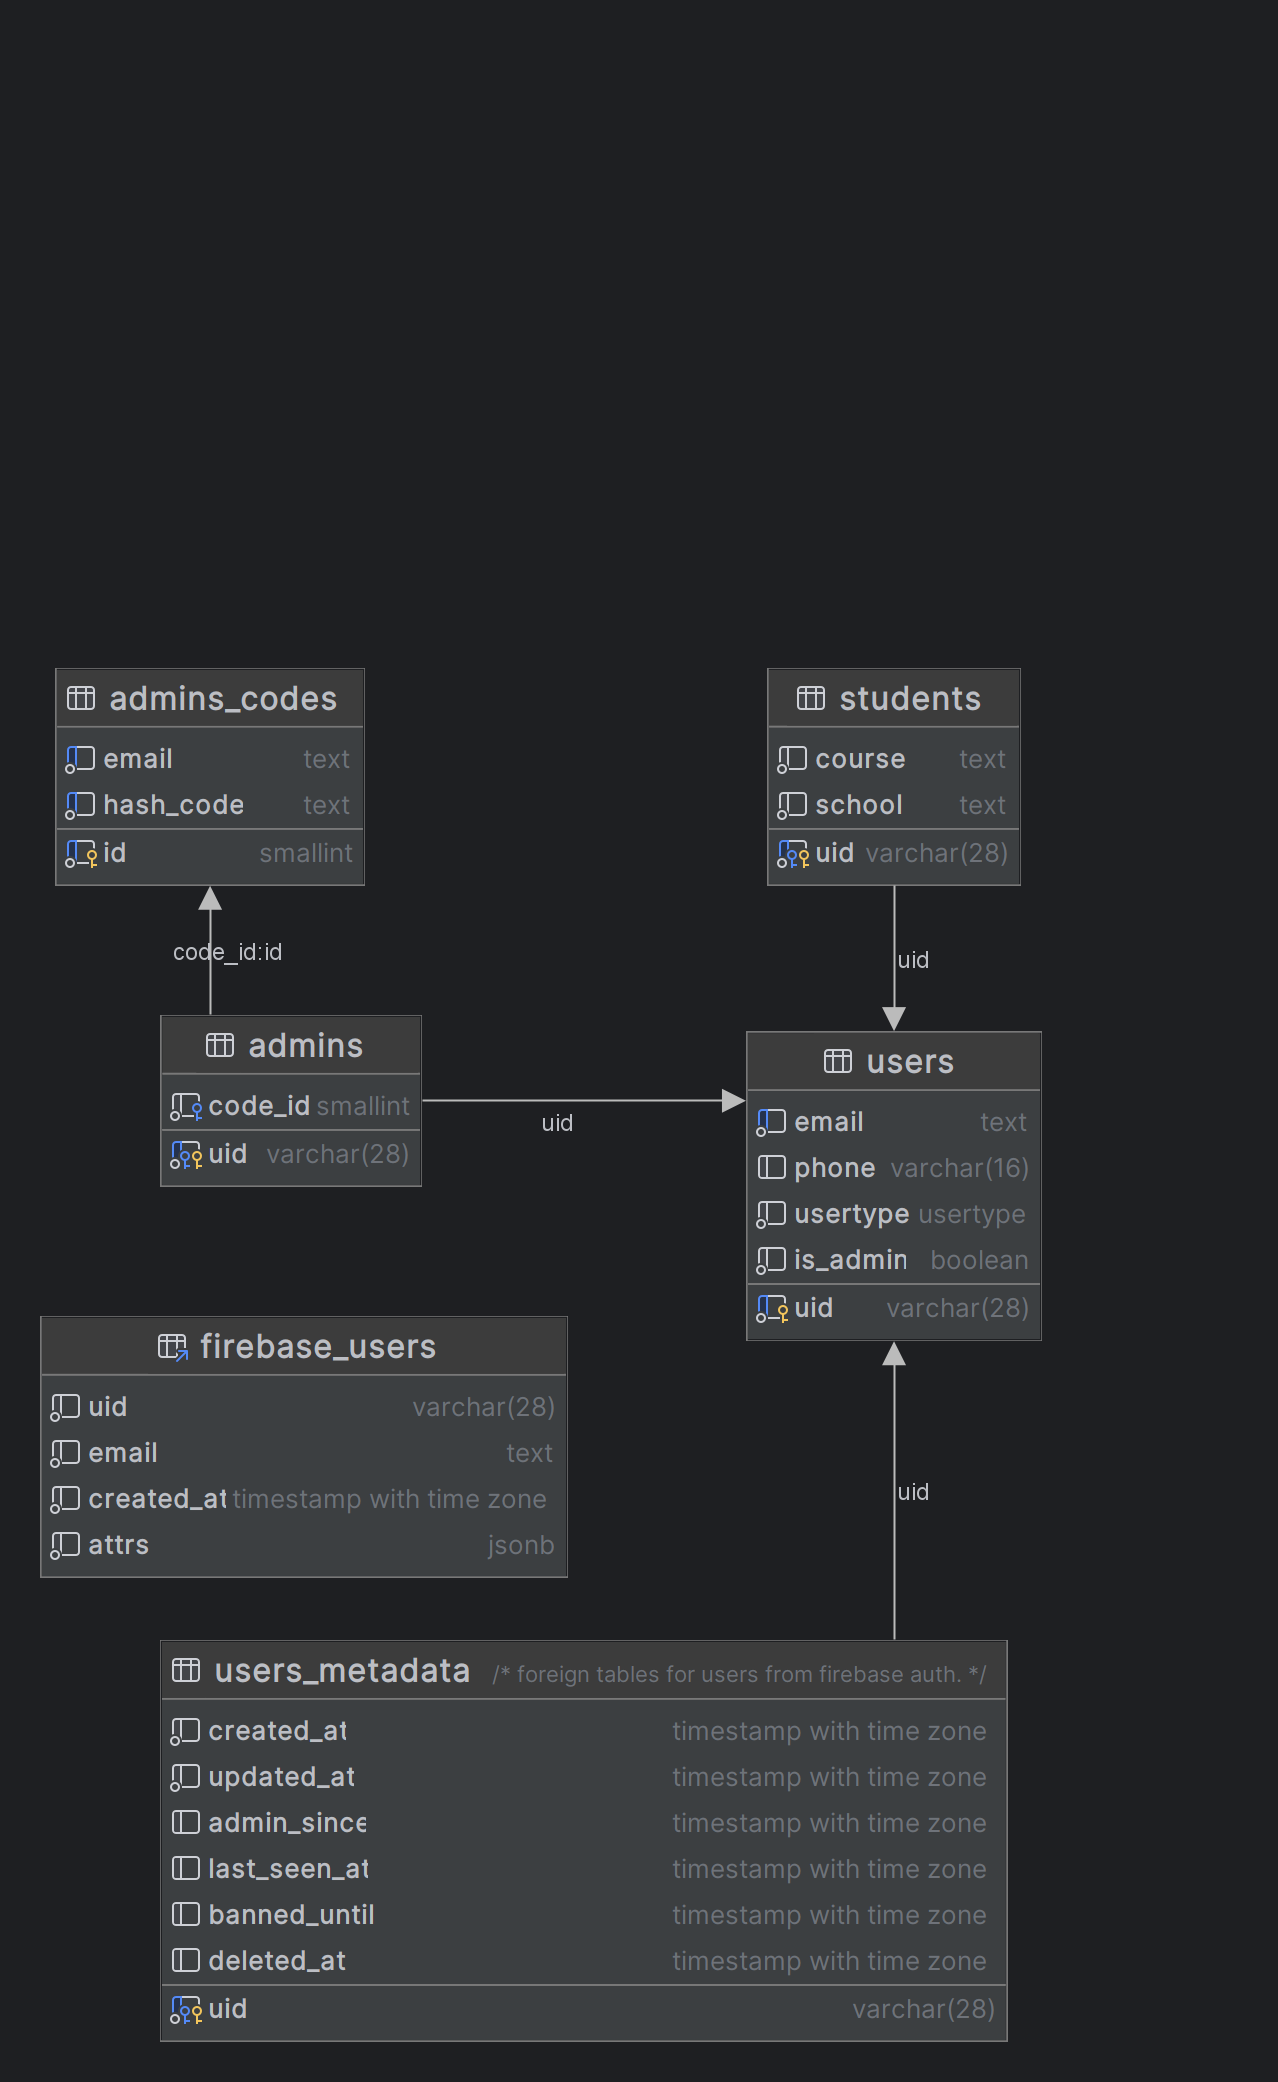 admins_codes
email text
hash_code text
id smallint
students
course text
school text
uid varchar(28)
code_id:id
uid
admins
code_id smallint
uid varchar(28)
uid
users
email text
phone varchar(16)
usertype usertype
is_admin boolean
uid varchar(28)
firebase_users
uid varchar(28)
email text
created_at timestamp with time zone
attrs jsonb
uid
users_metadata /* foreign tables for users from firebase auth. */
created_at timestamp with time zone
updated_at timestamp with time zone
admin_since timestamp with time zone
last_seen_at timestamp with time zone
banned_until timestamp with time zone
deleted_at timestamp with time zone
uid varchar(28)